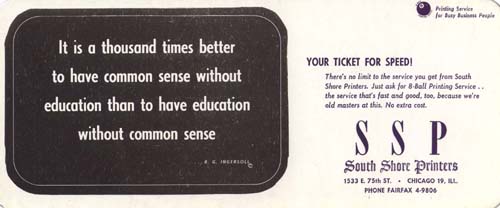 It is a thousand times better
to have common sense without
education than to have education
without common sense
R. G. INGERSOLL
Printing Service
for Busy Business People
YOUR TICKET FOR SPEED!
There's no limit to the service you get from South
Shore Printers. Just ask for 8-Ball Printing Service . .
the service that's fast and good, too, because we're
old masters at this. No extra cost.
S S P
South Shore Printers
1533 E. 75th ST. • CHICAGO 19, ILL.
PHONE FAIRFAX 4-9806